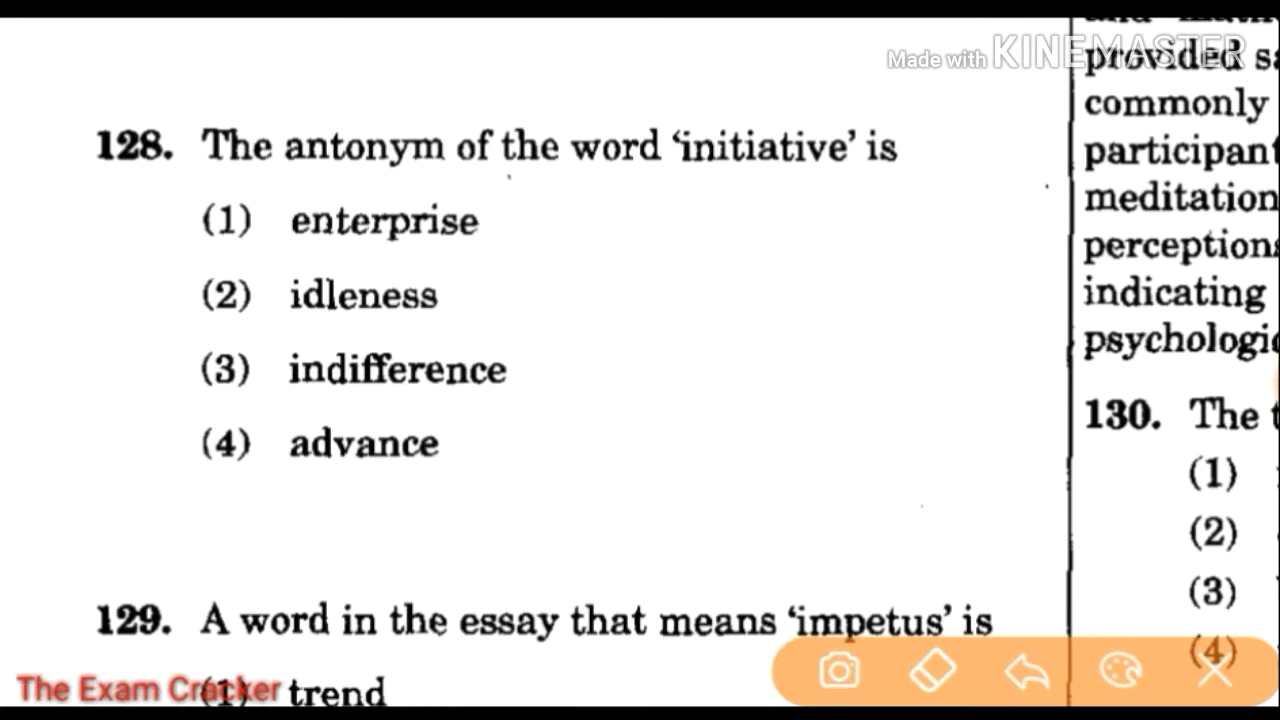 Made with KINEMASTER
128. The antonym of the word ‘initiative’ is
(1) enterprise
(2) idleness
(3) indifference
(4) advance
129. A word in the essay that means ‘impetus’ is
(1) trend
The Exam Cracker
provided
commonly
meditation
indicating
130. The
(1)
(2)
(3)
(4)